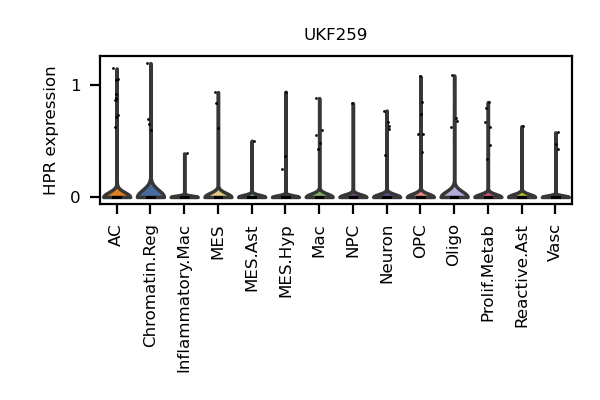 UKF259
HPR expression
1
0
AC
Chromatin.Reg
Inflammatory.Mac
MES
MES.Ast
MES.Hyp
Mac
NPC
Neuron
OPC
Oligo
Prolif.Metab
Reactive.Ast
Vasc